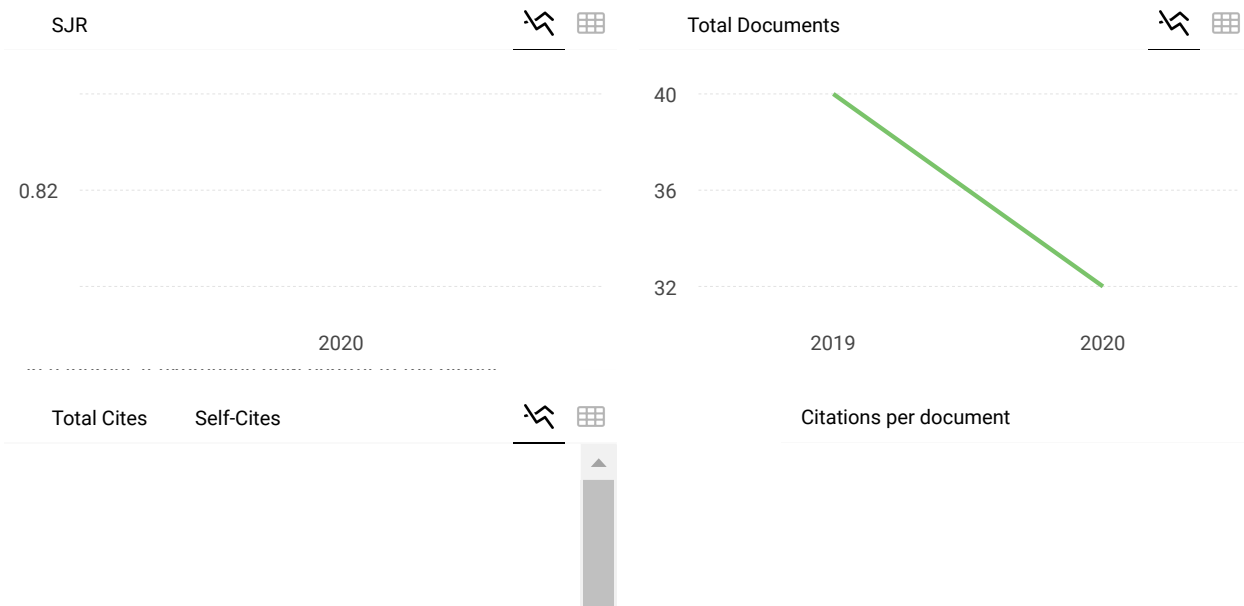 SJR
0.82
2020
Total Documents
40
36
32
2019 2020
Total Cites Self-Cites
Citations per document